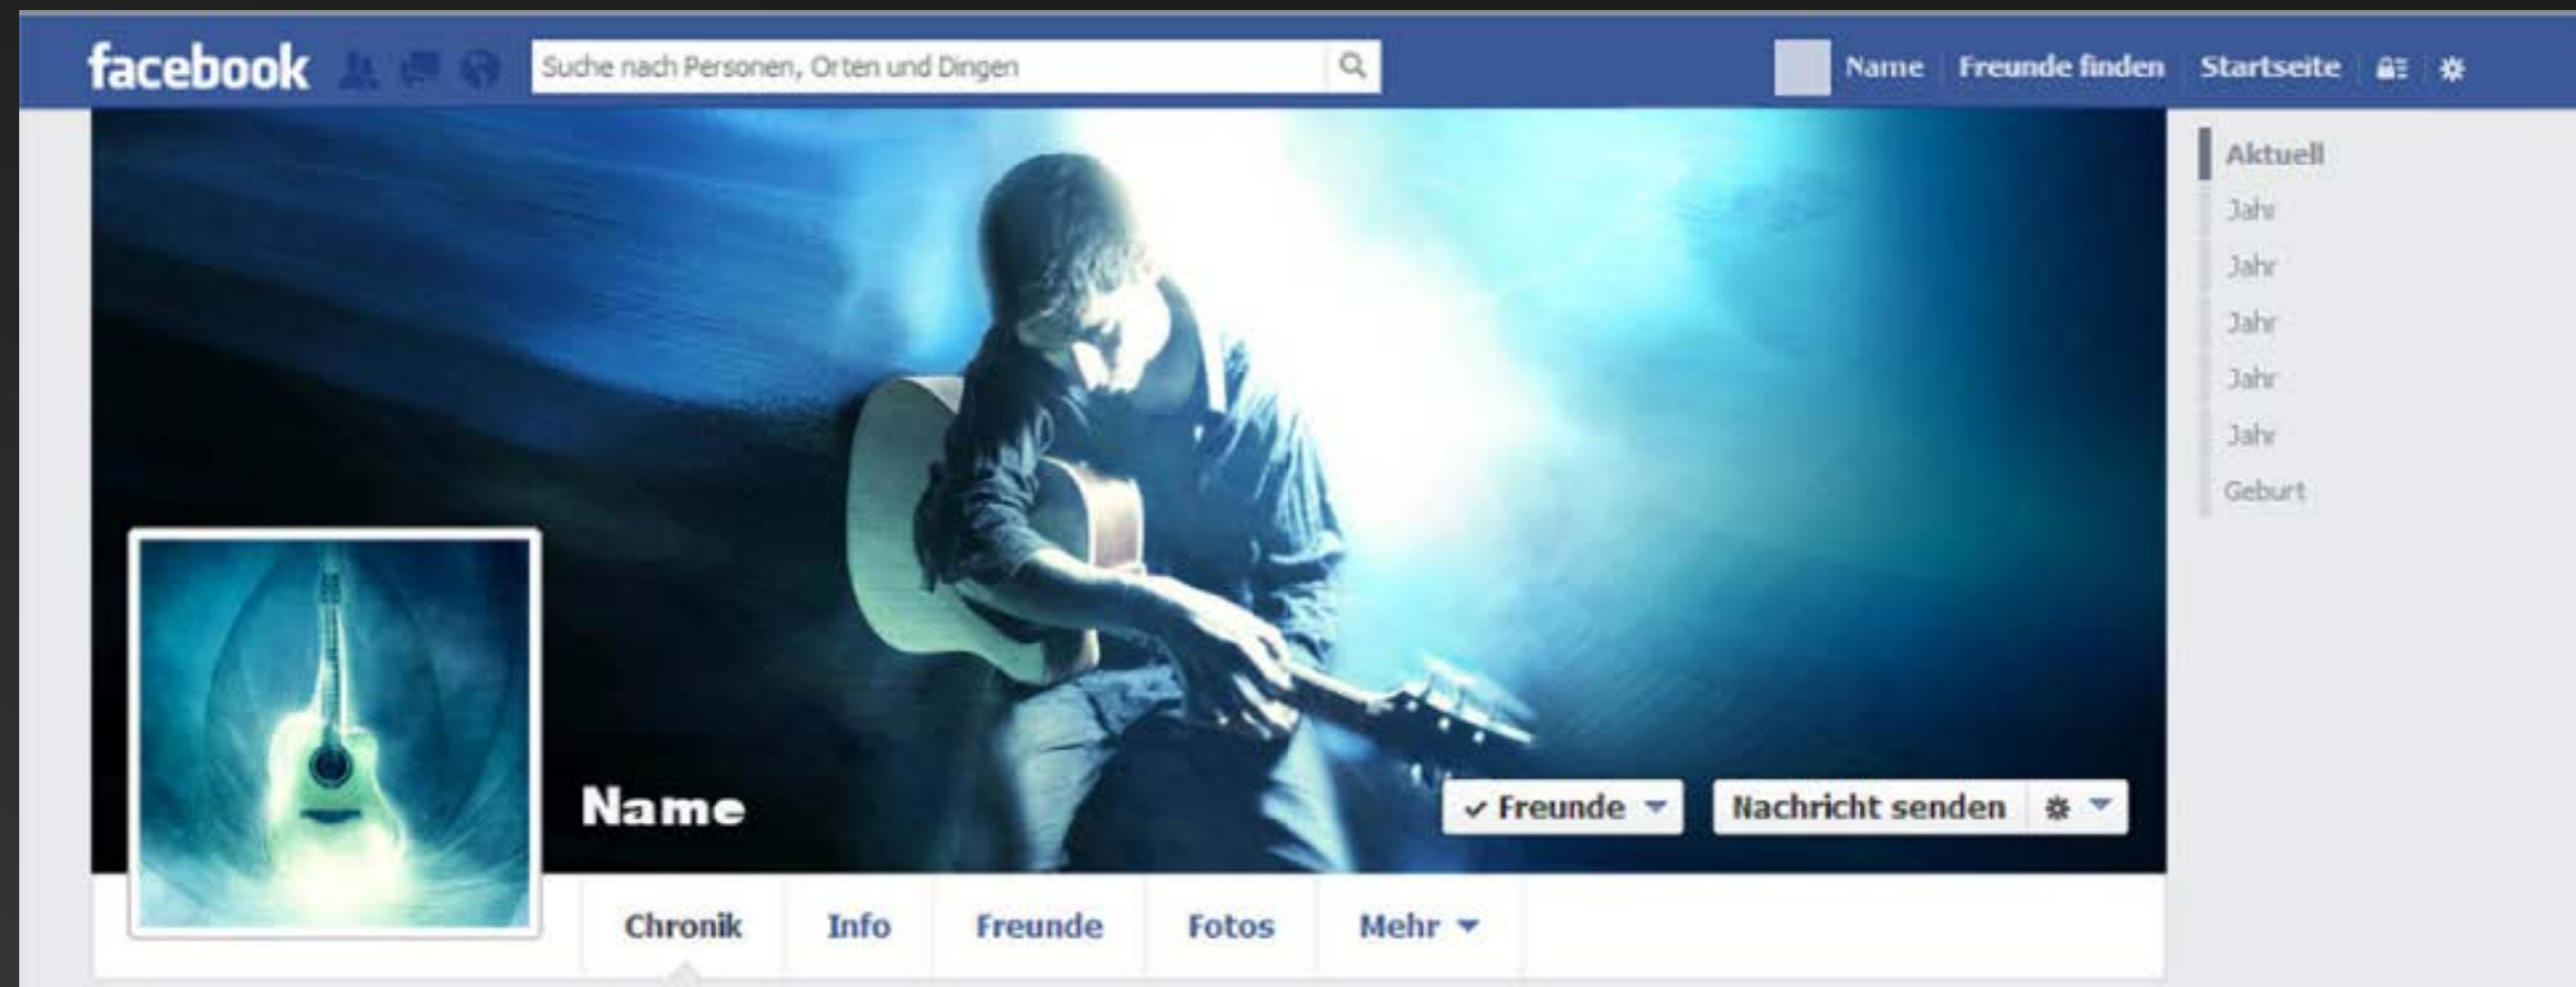 facebook
Suche nach Personen, Orten und Dingen
Name
Freunde finden
Startseite
Aktuell
Jahr
Jahr
Jahr
Jahr
Jahr
Geburt
Name
Freunde
Nachricht senden
Chronik
Info
Freunde
Fotos
Mehr